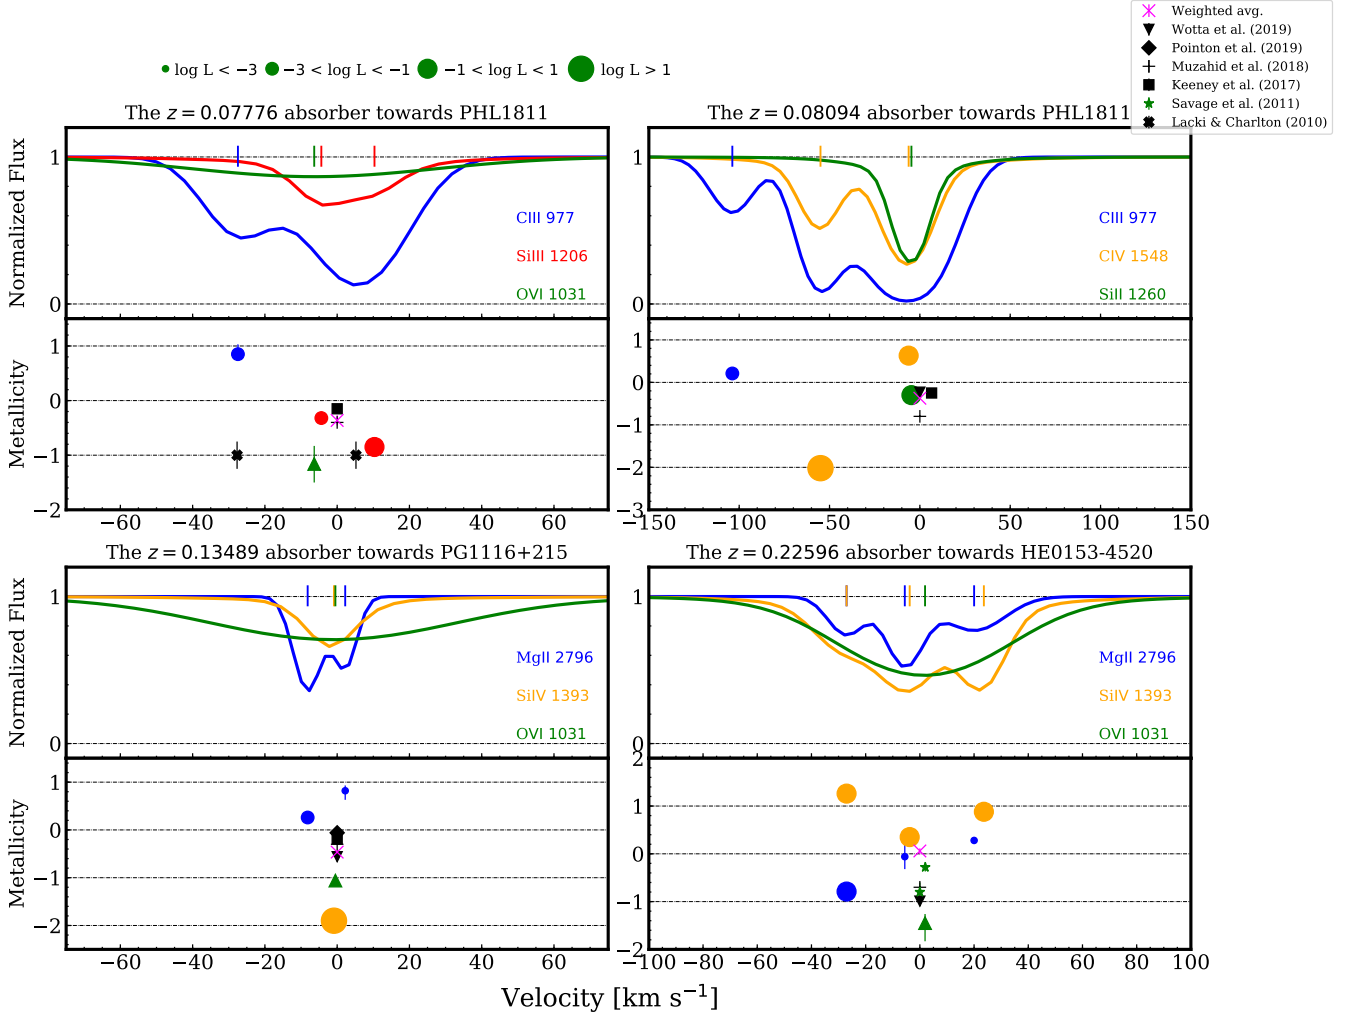 Weighted avg.
Wotta et al. (2019)
Pointon et al. (2019)
Muzahid et al. (2018)
Keeney et al. (2017)
Savage et al. (2011)
Lacki & Charlton (2010)
log L < −3
−3 < log L < −1
−1 < log L < 1
log L > 1
The z = 0.07776 absorber towards PHL1811
Normalized Flux
1
0
CIII 977
SiIII 1206
OVI 1031
Metallicity
1
0
−1
−2
−60 −40 −20 0 20 40 60
The z = 0.08094 absorber towards PHL1811
1
0
CIII 977
CIV 1548
SiII 1260
1
0
−1
−2
−3
−150 −100 −50 0 50 100 150
The z = 0.13489 absorber towards PG1116+215
Normalized Flux
1
0
MgII 2796
SiIV 1393
OVI 1031
Metallicity
1
0
−1
−2
−60 −40 −20 0 20 40 60
The z = 0.22596 absorber towards HE0153-4520
1
0
MgII 2796
SiIV 1393
OVI 1031
2
1
0
−1
−2
−100 −80 −60 −40 −20 0 20 40 60 80 100
Velocity [km s⁻¹]